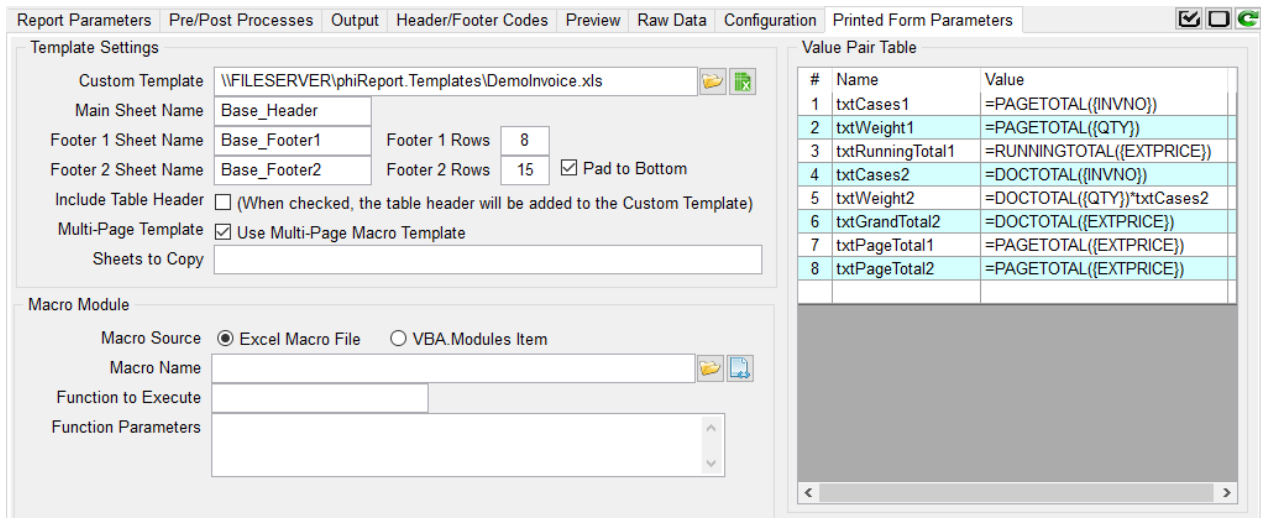 Report Parameters Pre/Post Processes Output Header/Footer Codes Preview Raw Data Configuration Printed Form Parameters
Template Settings
Custom Template \\FILESERVER\phiReport.Templates\DemoInvoice.xls
Main Sheet Name Base_Header
Footer 1 Sheet Name Base_Footer1 Footer 1 Rows 8
Footer 2 Sheet Name Base_Footer2 Footer 2 Rows 15 Pad to Bottom
Include Table Header (When checked, the table header will be added to the Custom Template)
Multi-Page Template Use Multi-Page Macro Template
Sheets to Copy
Macro Module
Macro Source Excel Macro File VBA.Modules Item
Macro Name
Function to Execute
Function Parameters
Value Pair Table
# Name Value
1 txtCases1 =PAGETOTAL({INVNO})
2 txtWeight1 =PAGETOTAL({QTY})
3 txtRunningTotal1 =RUNNINGTOTAL({EXTPRICE})
4 txtCases2 =DOCTOTAL({INVNO})
5 txtWeight2 =DOCTOTAL({QTY})*txtCases2
6 txtGrandTotal2 =DOCTOTAL({EXTPRICE})
7 txtPageTotal1 =PAGETOTAL({EXTPRICE})
8 txtPageTotal2 =PAGETOTAL({EXTPRICE})